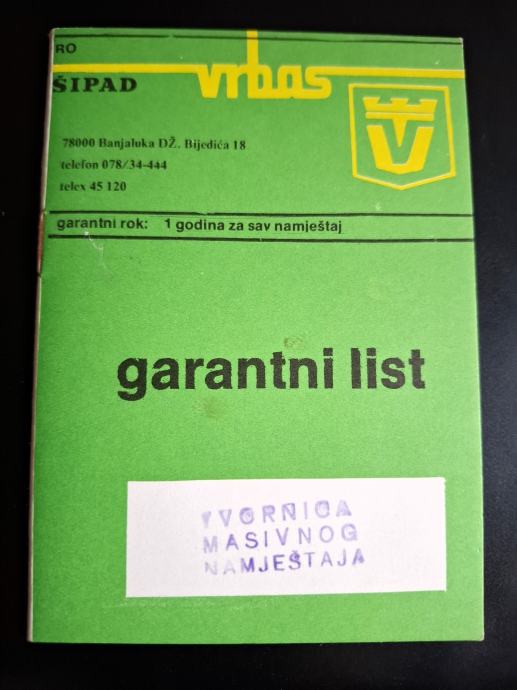 RO
ŠIPAD vrbas
78000 Banjaluka DŽ. Bijedića 18
telefon 078/34-444
telex 45 120
garantni rok: 1 godina za sav namještaj
garantni list
TVORNICA
MASIVNOG
NAMJEŠTAJA